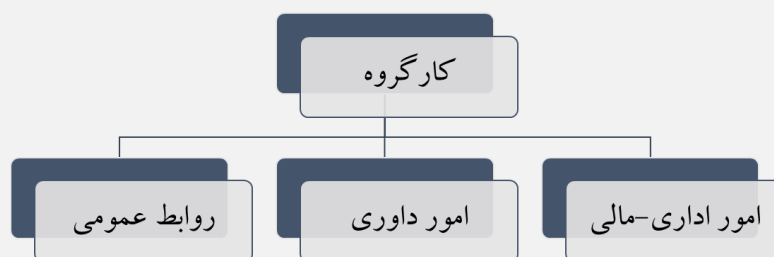 کارگروه
امور اداری-مالی
امور داوری
روابط عمومی